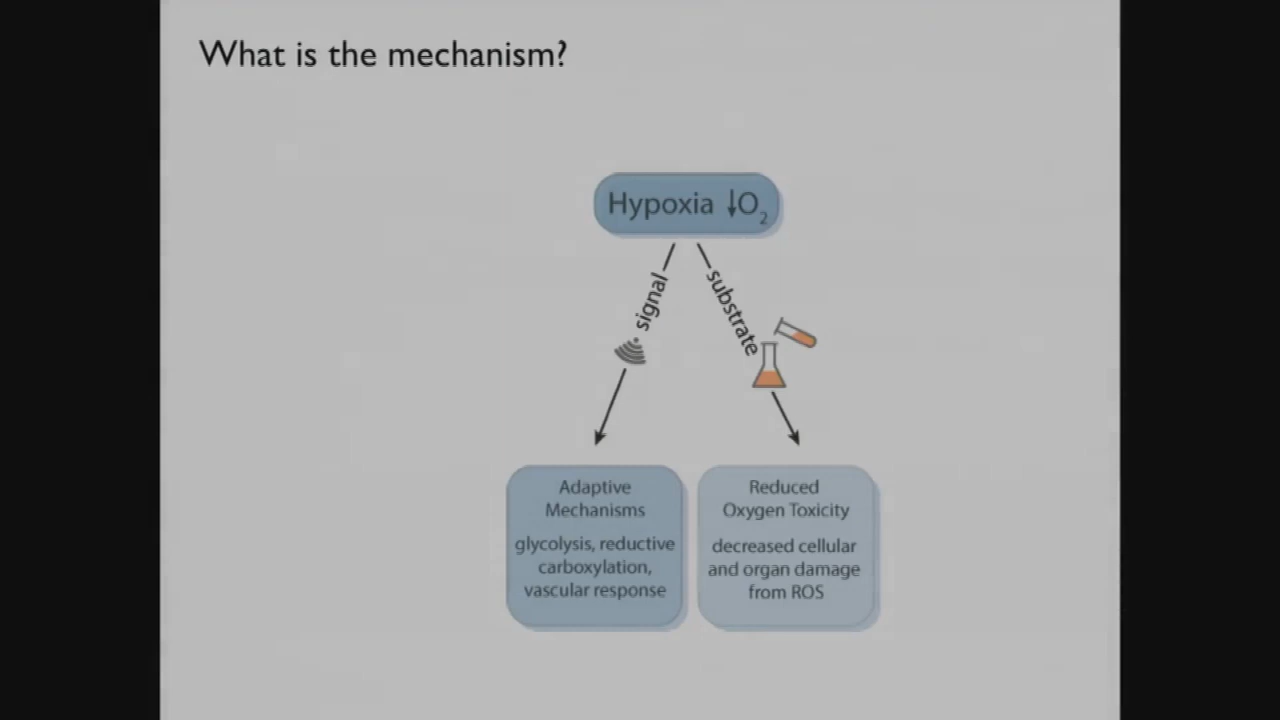 What is the mechanism?
Hypoxia ↓O₂
signal
substrate
Adaptive
Mechanisms
glycolysis, reductive
carboxylation,
vascular response
Reduced
Oxygen Toxicity
decreased cellular
and organ damage
from ROS